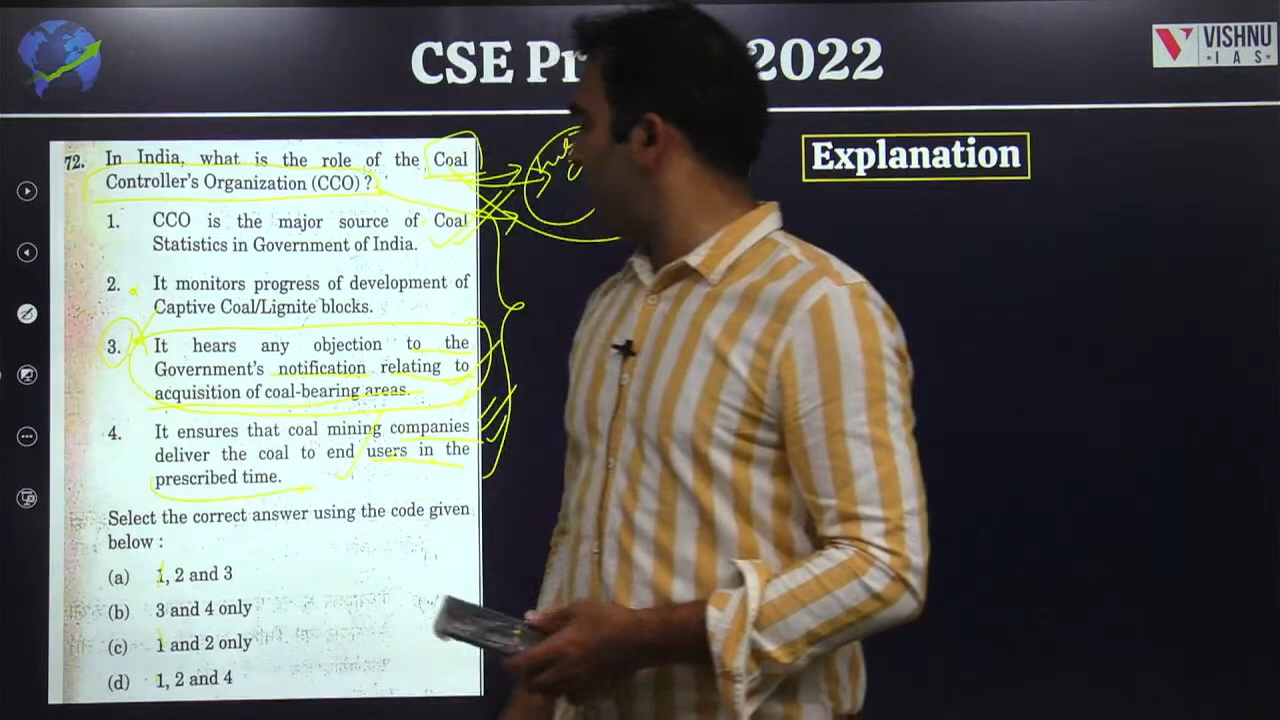 CSE Pr 2022
VISHNU
IAS
Explanation
72. In India, what is the role of the Coal
Controller's Organization (CCO) ?
1. CCO is the major source of Coal
Statistics in Government of India.
2. It monitors progress of development of
Captive Coal/Lignite blocks.
3. It hears any objection to the
Government's notification relating to
acquisition of coal-bearing areas.
4. It ensures that coal mining companies
deliver the coal to end users in the
prescribed time.
Select the correct answer using the code given
below :
(a) 1, 2 and 3
(b) 3 and 4 only
(c) 1 and 2 only
(d) 1, 2 and 4